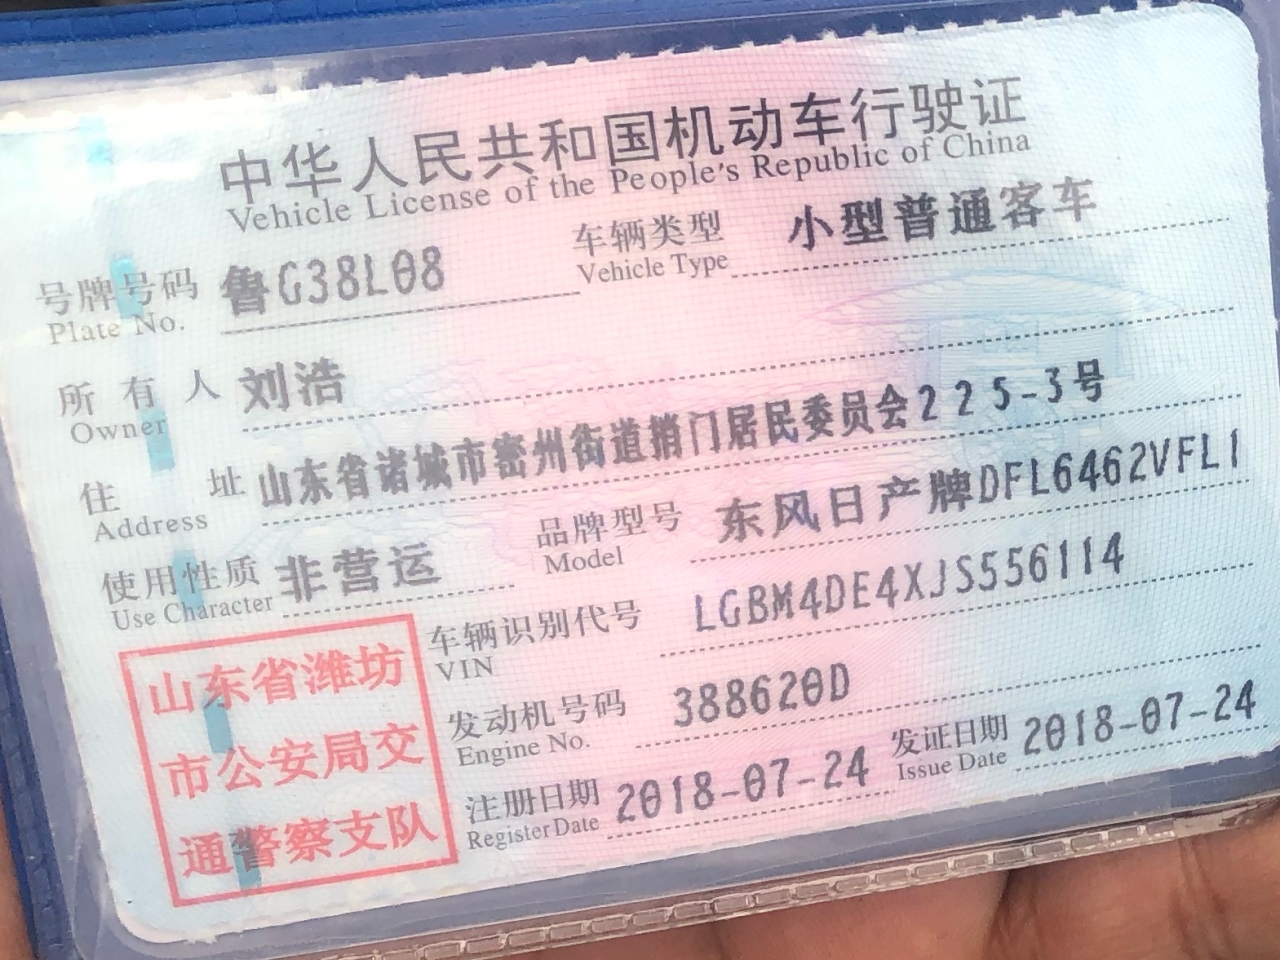 中华人民共和国机动车行驶证
Vehicle License of the People's Republic of China
号牌号码 鲁G38L08 车辆类型 小型普通客车
Plate No. Vehicle Type
所有人 刘浩
Owner
住址 山东省诸城市密州街道捎门居民委员会225-3号
Address
使用性质 非营运 品牌型号 东风日产牌DFL6462VFL1
Use Character Model
车辆识别代号 LGBM4DE4XJS556114
VIN
发动机号码 388620D
Engine No.
注册日期 2018-07-24 发证日期 2018-07-24
Register Date Issue Date
山东省潍坊
市公安局交
通警察支队